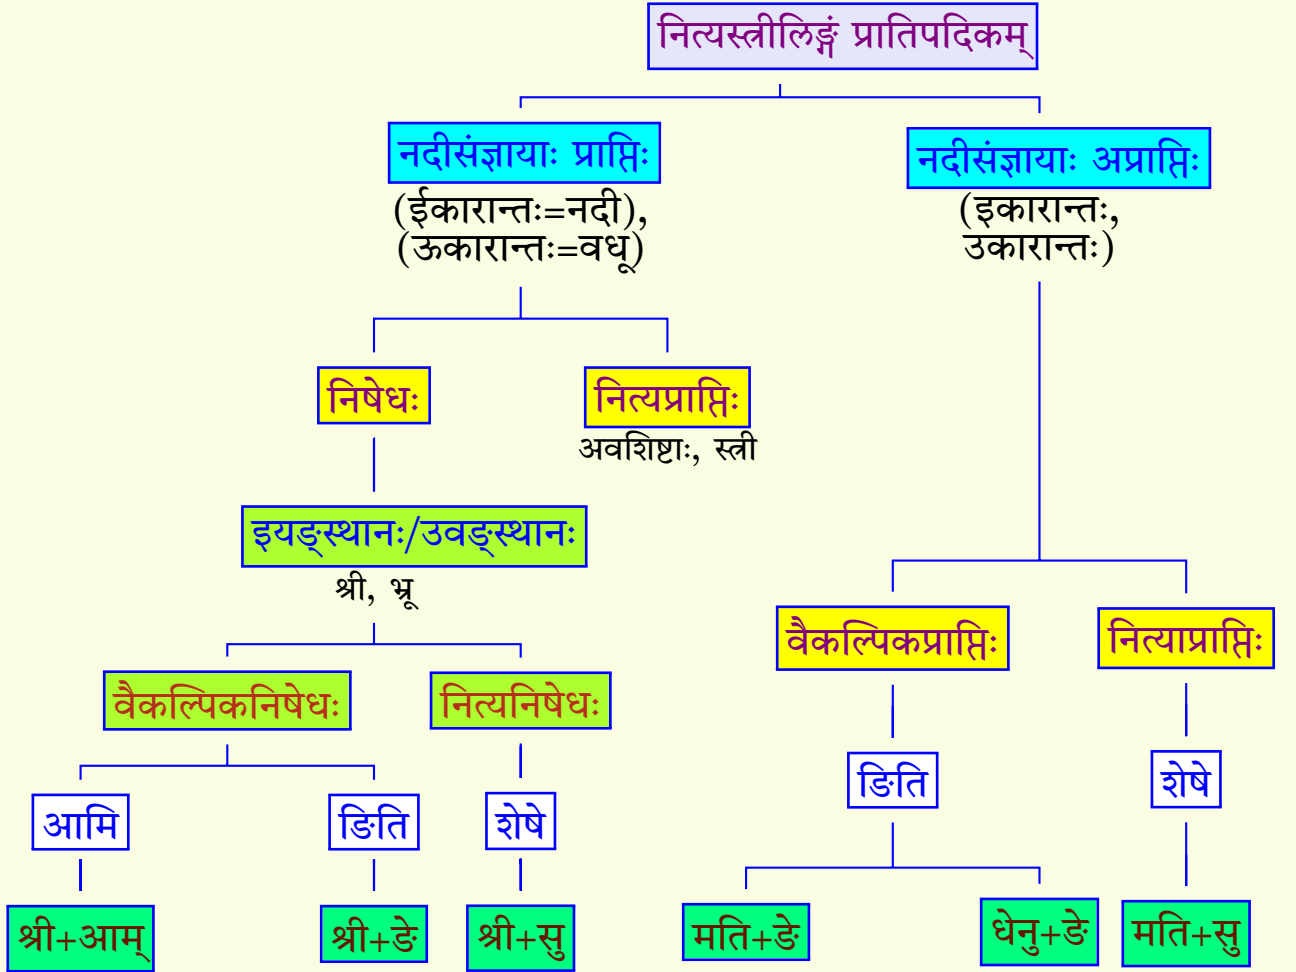 नित्यस्त्रीलिङ्गं प्रातिपदिकम्
नदीसंज्ञायाः प्राप्तिः
नदीसंज्ञायाः अप्राप्तिः
(ईकारान्तः=नदी),
(ऊकारान्तः=वधू)
(इकारान्तः,
उकारान्तः)
निषेधः
नित्यप्राप्तिः
अवशिष्टाः, स्त्री
इयङ्स्थानः/उवङ्स्थानः
श्री, भ्रू
वैकल्पिकप्राप्तिः
नित्याप्राप्तिः
वैकल्पिकनिषेधः
नित्यनिषेधः
ङिति
शेषे
आमि
ङिति
शेषे
श्री+आम्
श्री+ङे
श्री+सु
मति+ङे
धेनु+ङे
मति+सु